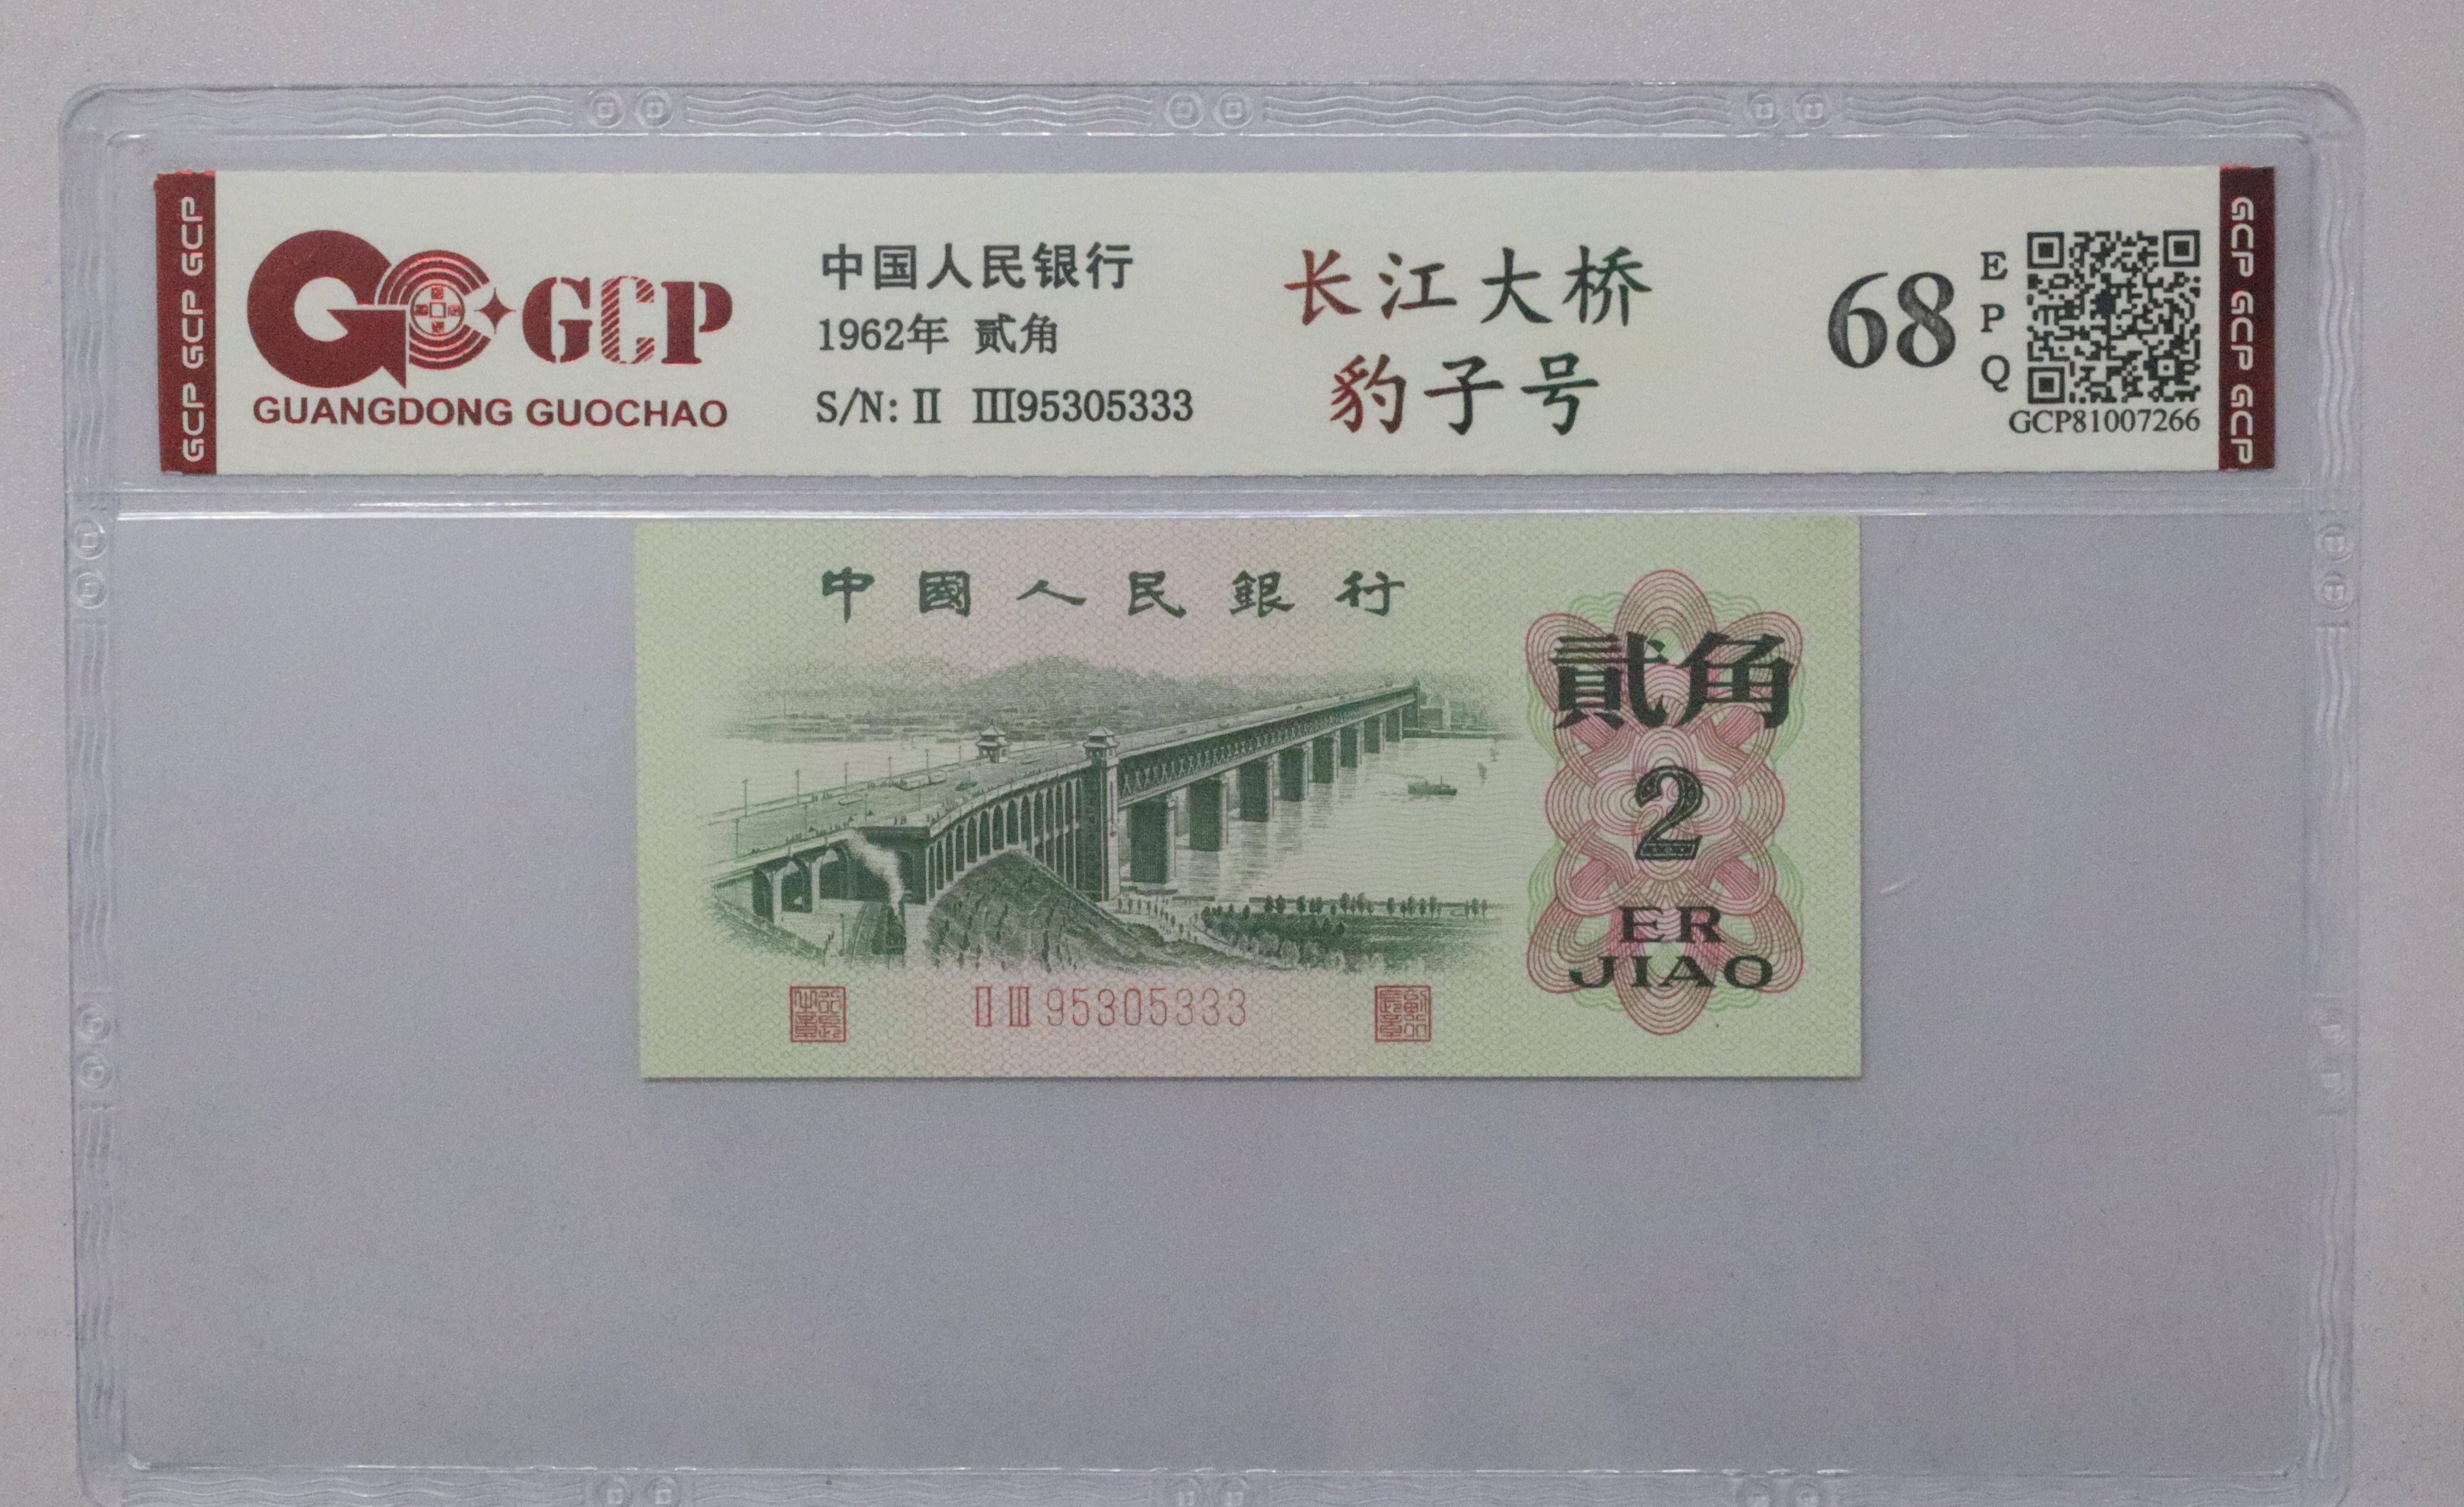 GCP GCP GCP
GCP
GUANGDONG GUOCHAO
中国人民银行
1962年 贰角
S/N: II III95305333
长江大桥
豹子号
68
EPQ
GCP81007266
GCP GCP GCP
中國人民銀行
貳角
2
ER
JIAO
II III 95305333